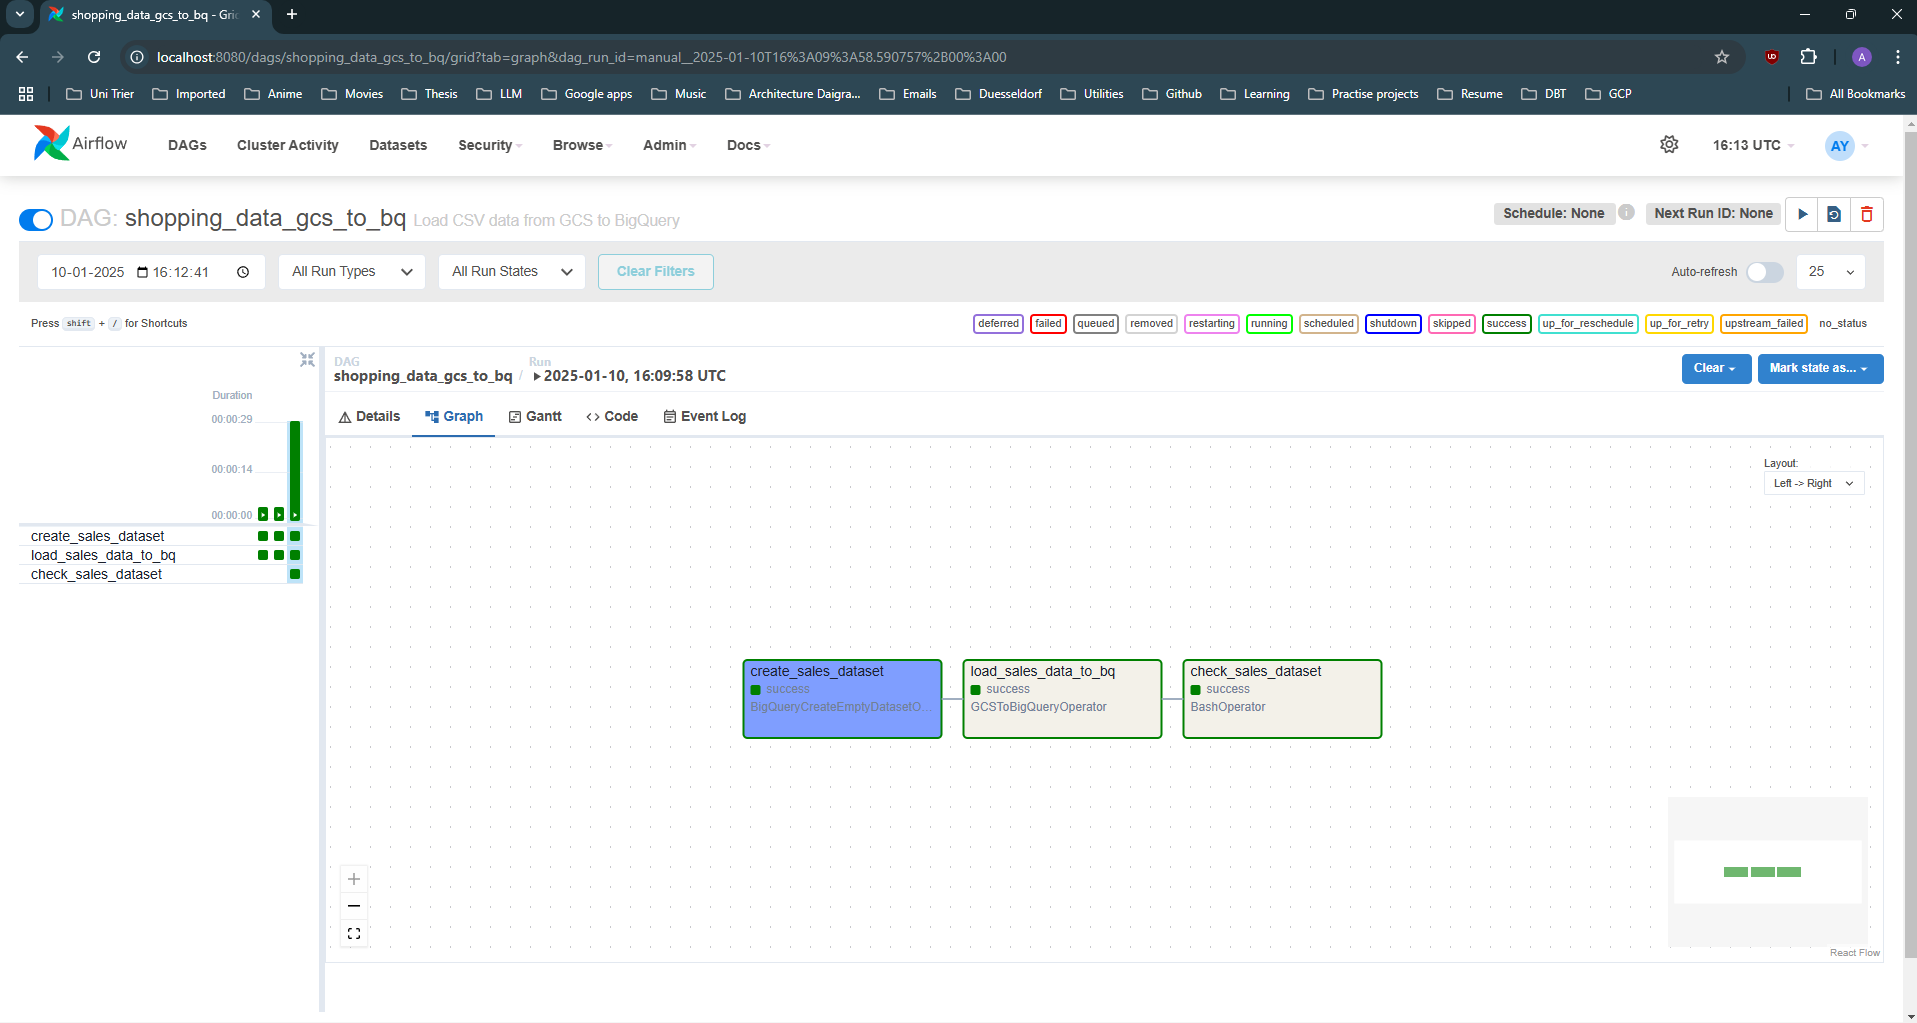 shopping_data_gcs_to_bq - Gri
localhost:8080/dags/shopping_data_gcs_to_bq/grid?tab=graph&dag_run_id=manual__2025-01-10T16%3A09%3A58.590757%2B00%3A00
A
Uni Trier Imported Anime Movies Thesis LLM Google apps Music Architecture Daigra... Emails Duesseldorf Utilities Github Learning Practise projects Resume DBT GCP All Bookmarks
Airflow DAGs Cluster Activity Datasets Security Browse Admin Docs 16:13 UTC AY
DAG: shopping_data_gcs_to_bq Load CSV data from GCS to BigQuery Schedule: None Next Run ID: None
10-01-2025 16:12:41 All Run Types All Run States Clear Filters Auto-refresh 25
Press shift + / for Shortcuts deferred failed queued removed restarting running scheduled shutdown skipped success up_for_reschedule up_for_retry upstream_failed no_status
DAG Run
shopping_data_gcs_to_bq / 2025-01-10, 16:09:58 UTC Clear Mark state as...
Details Graph Gantt Code Event Log
Duration
00:00:29
00:00:14
00:00:00
create_sales_dataset
load_sales_data_to_bq
check_sales_dataset
Layout:
Left -> Right
create_sales_dataset
success
BigQueryCreateEmptyDatasetO...
load_sales_data_to_bq
success
GCSToBigQueryOperator
check_sales_dataset
success
BashOperator
React Flow